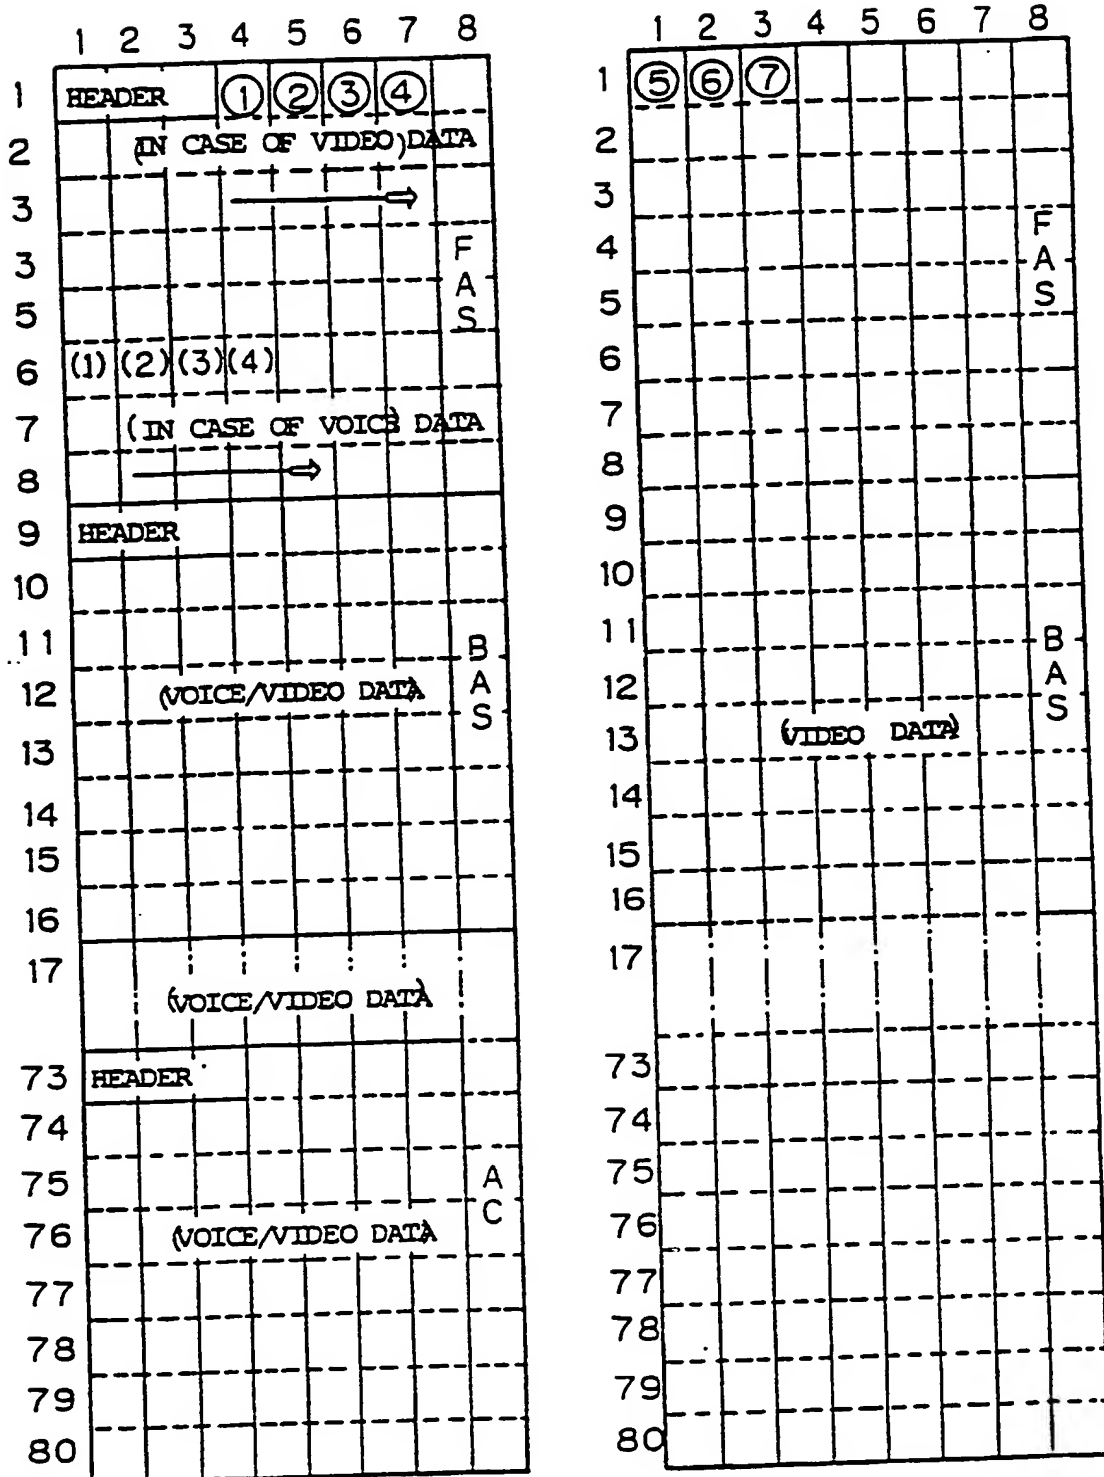 1 2 3 4 5 6 7 8
1 HEADER ① ② ③ ④
2 (IN CASE OF VIDEO) DATA
3
3 F
A
5 S
6 (1) (2) (3) (4)
7 (IN CASE OF VOICE) DATA
8
9 HEADER
10
11 B
12 (VOICE/VIDEO DATA) A
S
13
14
15
16
17
(VOICE/VIDEO DATA)
73 HEADER
74
75 A
C
76 (VOICE/VIDEO DATA)
77
78
79
80
1 2 3 4 5 6 7 8
1 ⑤ ⑥ ⑦
2
3
F
4 A
5 S
6
7
8
9
10
11 B
12 A
S
13 (VIDEO DATA)
14
15
16
17
73
74
75
76
77
78
79
80